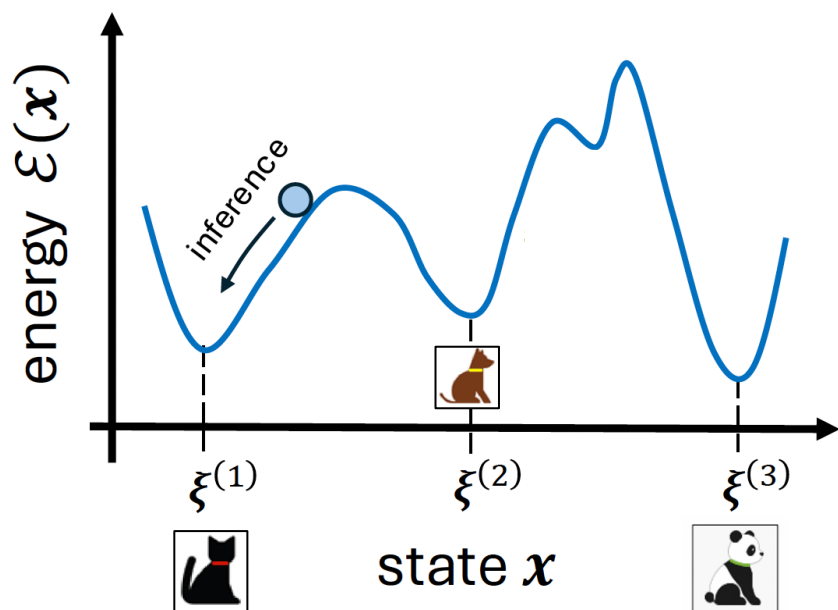 energy ℰ(𝒙)
inference
𝝃⁽¹⁾
𝝃⁽²⁾
𝝃⁽³⁾
state 𝒙